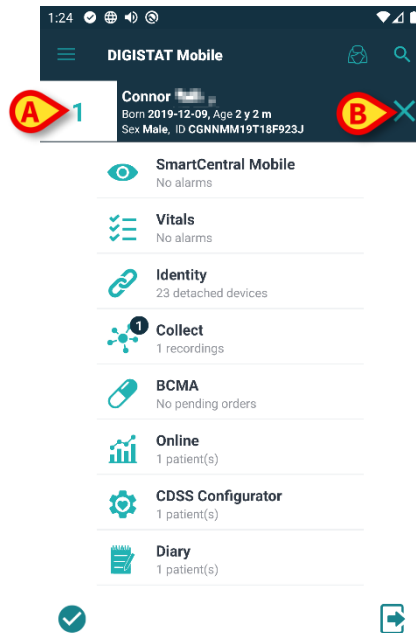 1:24
DIGISTAT Mobile
A
1
Connor
B
Born 2019-12-09, Age 2 y 2 m
Sex Male, ID CGNNMM19T18F923J
SmartCentral Mobile
No alarms
Vitals
No alarms
Identity
23 detached devices
1
Collect
1 recordings
BCMA
No pending orders
Online
1 patient(s)
CDSS Configurator
1 patient(s)
Diary
1 patient(s)